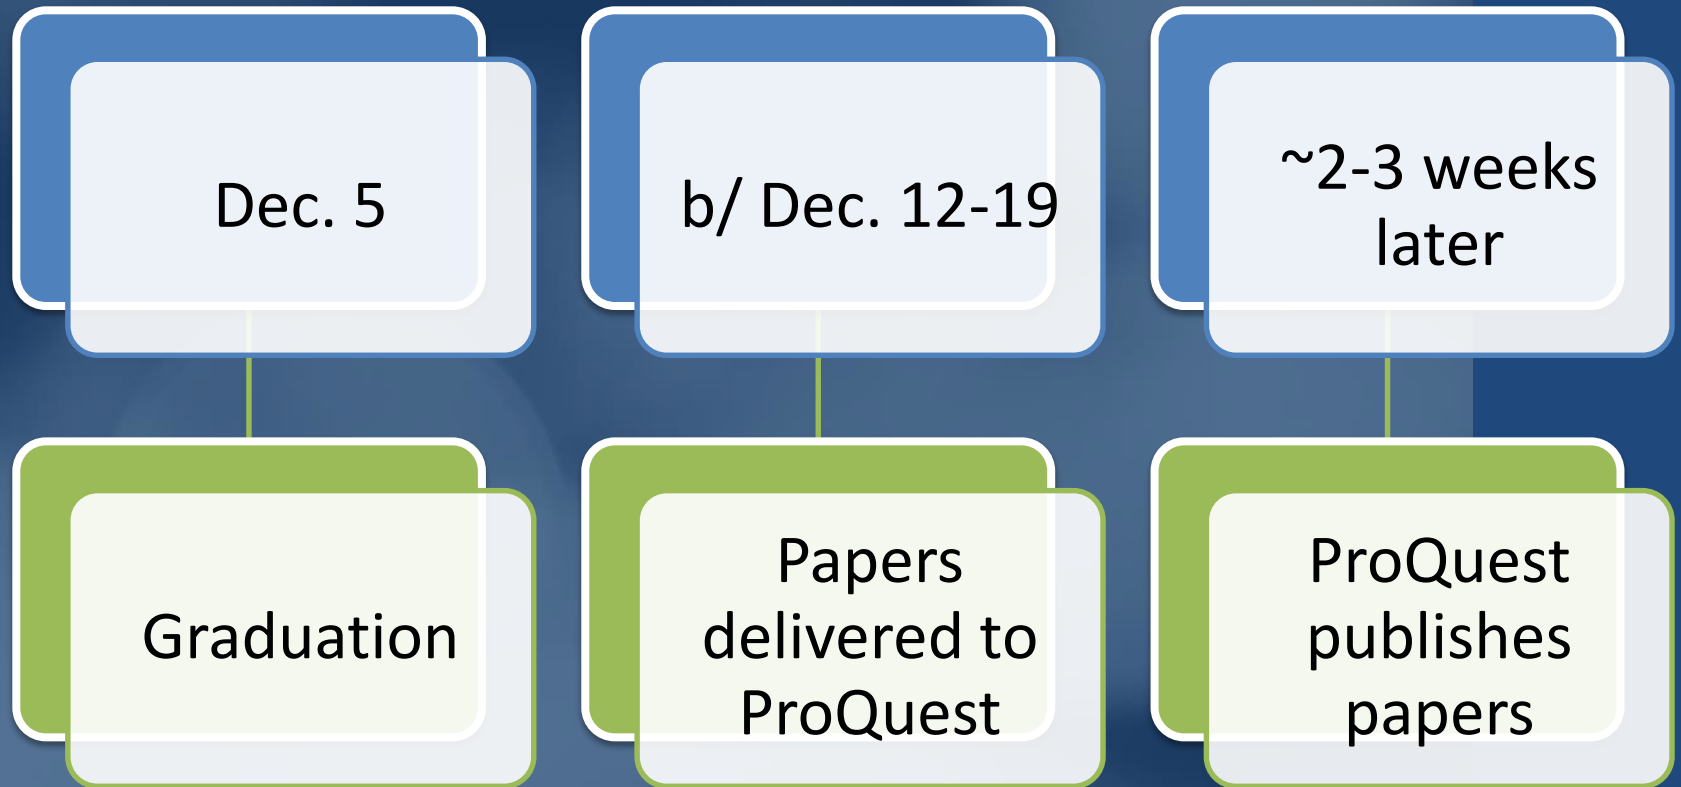 Dec. 5
b/ Dec. 12-19
~2-3 weeks
later
Graduation
Papers
delivered to
ProQuest
ProQuest
publishes
papers